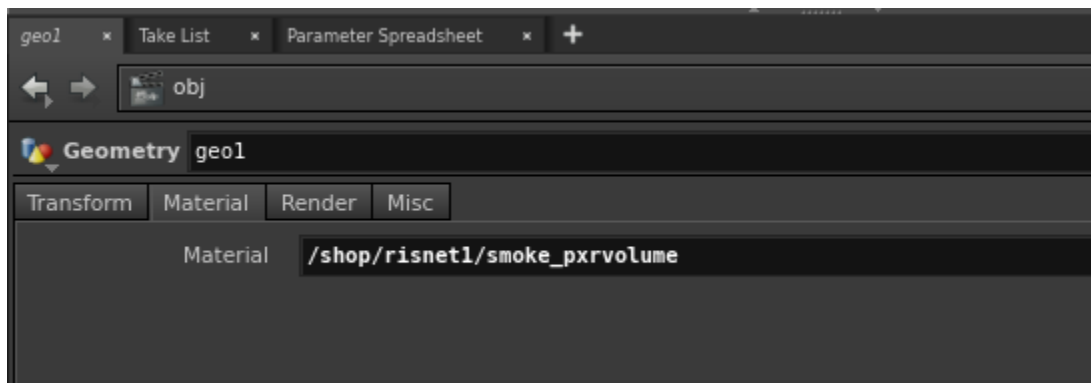 geo1 × Take List × Parameter Spreadsheet × +
obj
Geometry geo1
Transform Material Render Misc
Material /shop/risnet1/smoke_pxrvolume